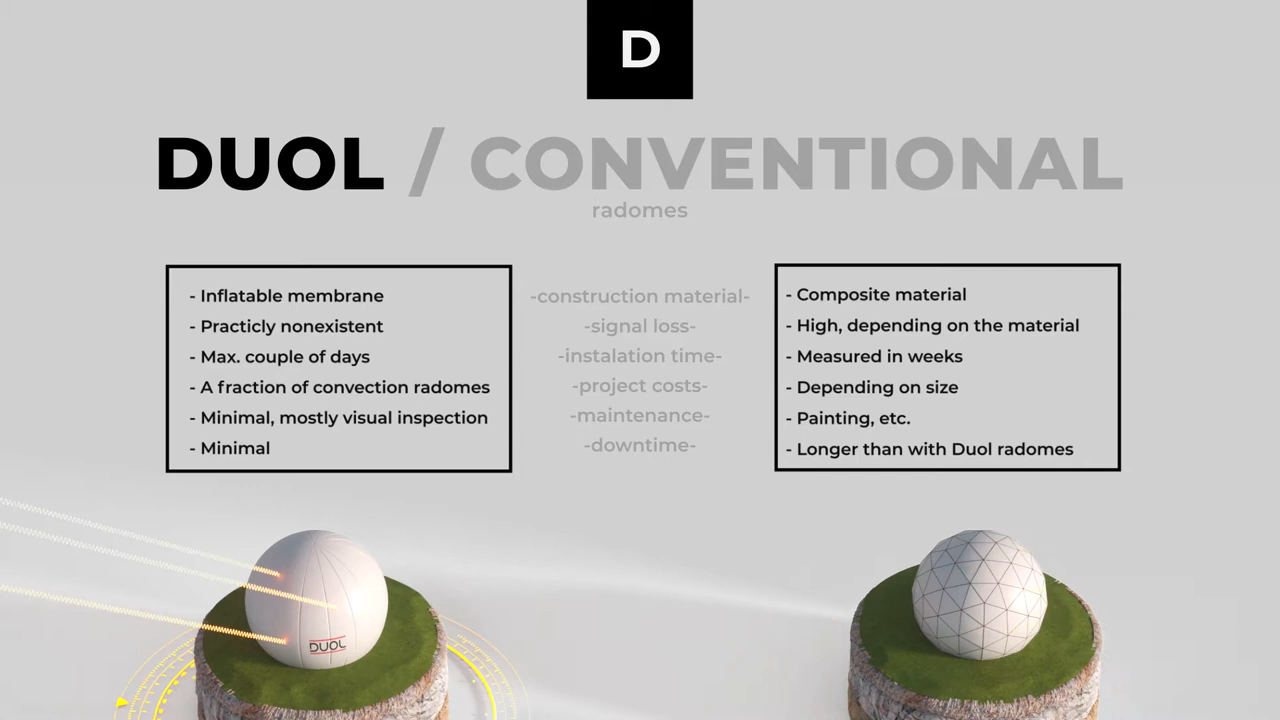 D
DUOL / CONVENTIONAL
radomes
- Inflatable membrane
- Practicly nonexistent
- Max. couple of days
- A fraction of convection radomes
- Minimal, mostly visual inspection
- Minimal
-construction material-
-signal loss-
-instalation time-
-project costs-
-maintenance-
-downtime-
- Composite material
- High, depending on the material
- Measured in weeks
- Depending on size
- Painting, etc.
- Longer than with Duol radomes
DUOL